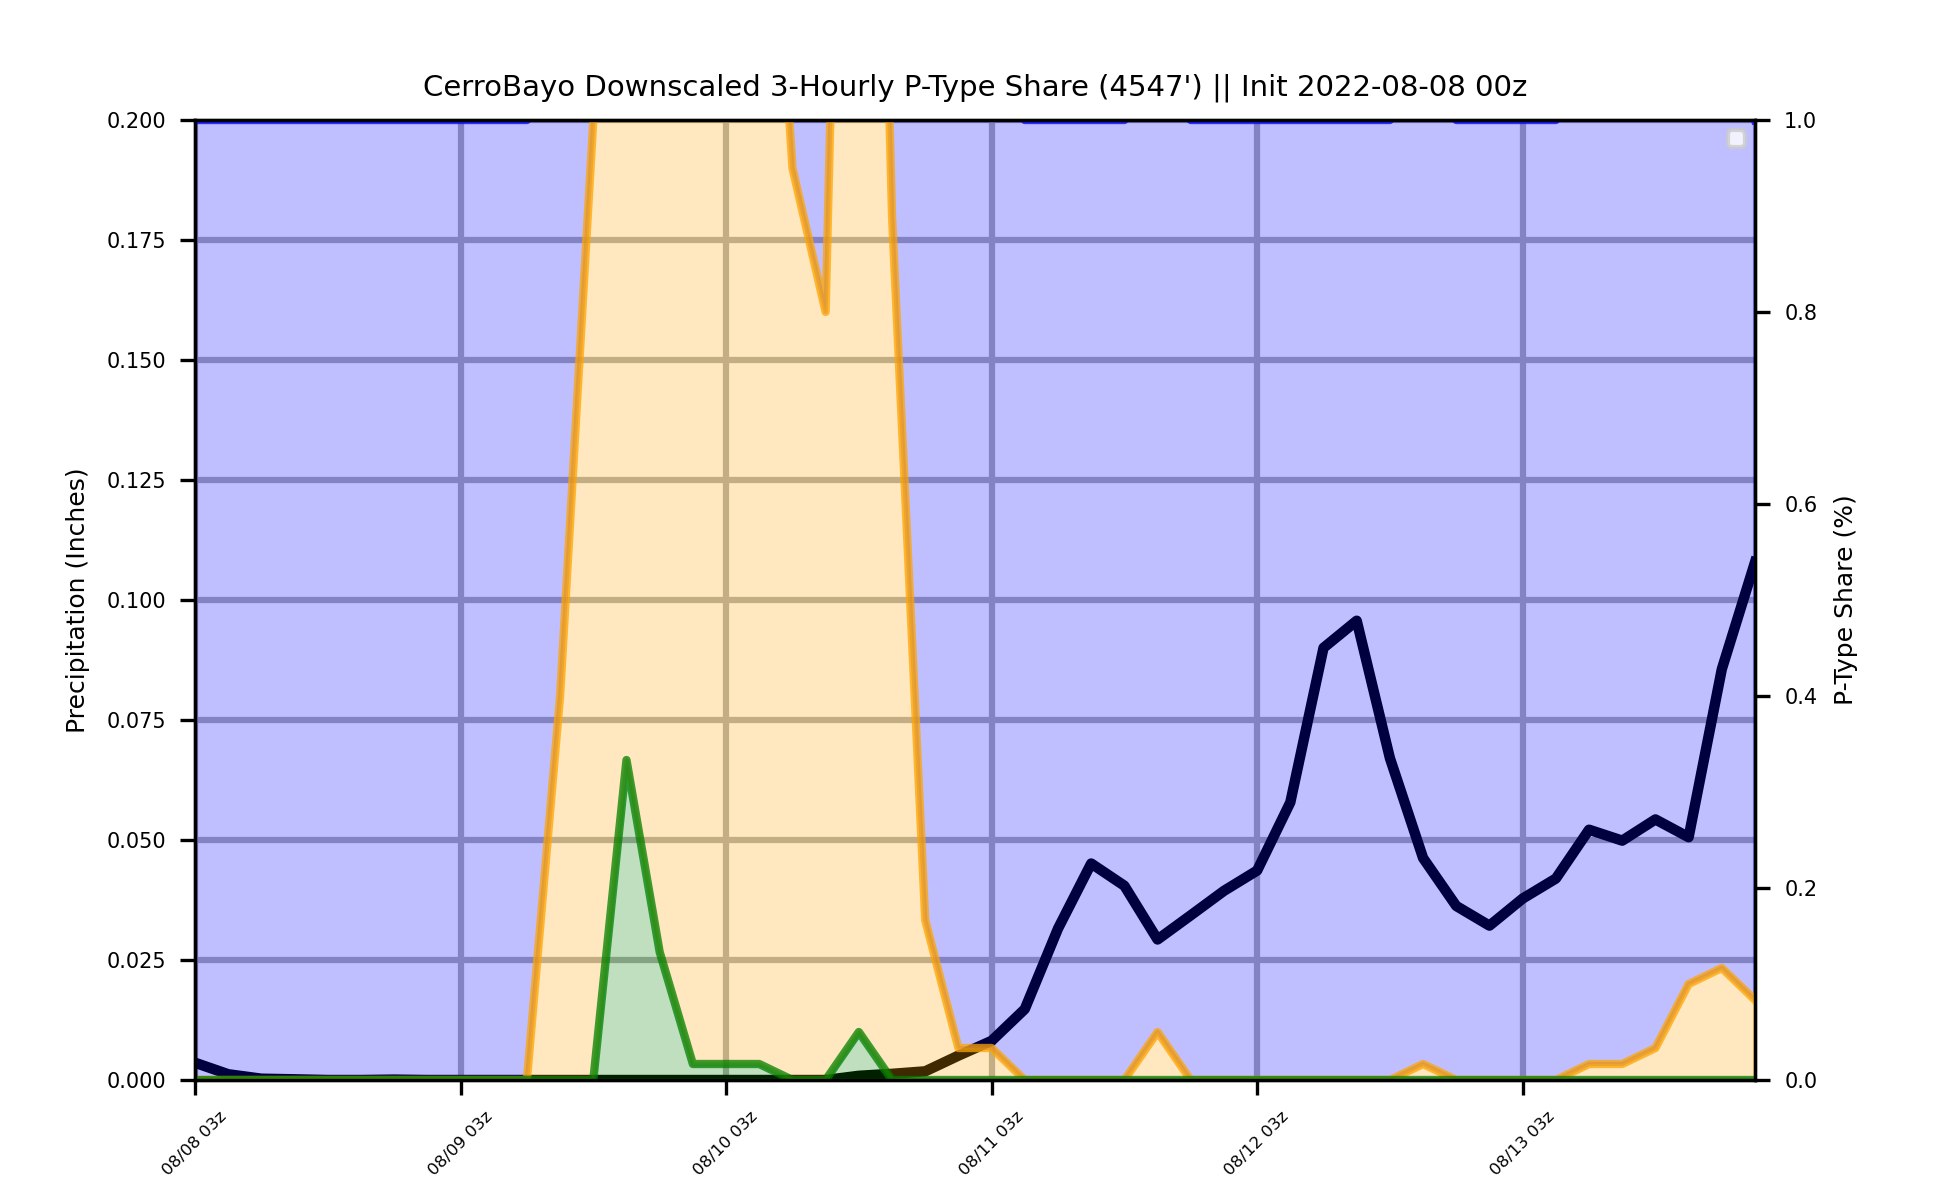 CerroBayo Downscaled 3-Hourly P-Type Share (4547') || Init 2022-08-08 00z
0.200
0.175
0.150
0.125
0.100
0.075
0.050
0.025
0.000
Precipitation (Inches)
1.0
0.8
0.6
0.4
0.2
0.0
P-Type Share (%)
08/08 03z
08/09 03z
08/10 03z
08/11 03z
08/12 03z
08/13 03z